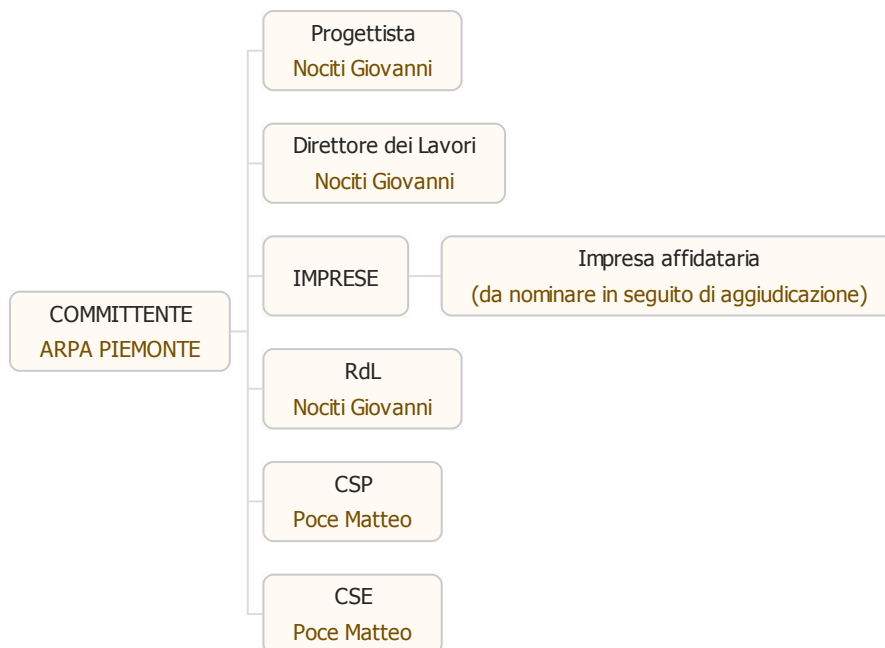 Progettista
Nociti Giovanni
Direttore dei Lavori
Nociti Giovanni
IMPRESE
Impresa affidataria
(da nominare in seguito di aggiudicazione)
COMMITTENTE
ARPA PIEMONTE
RdL
Nociti Giovanni
CSP
Poce Matteo
CSE
Poce Matteo